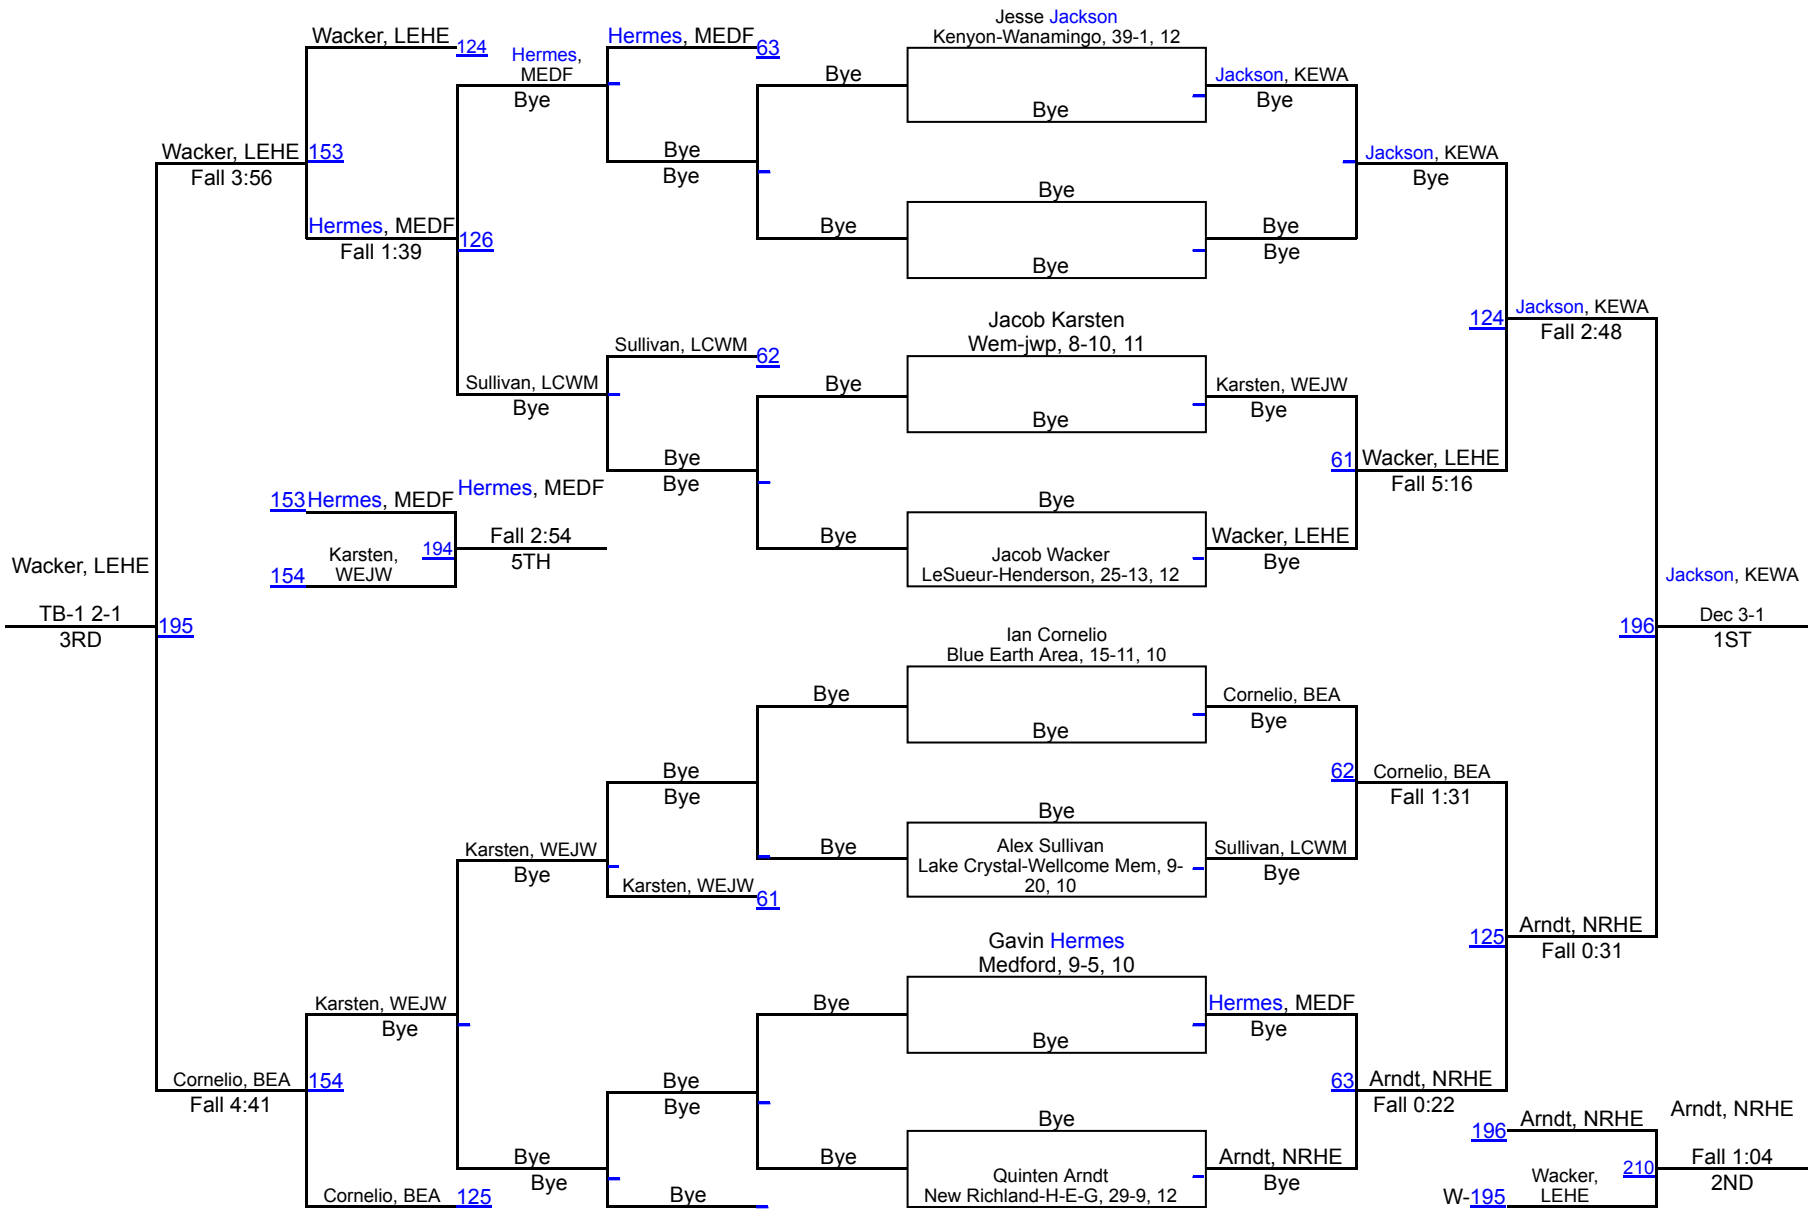 Jesse Jackson
Kenyon-Wanamingo, 39-1, 12
Wacker, LEHE 124
Hermes, MEDF 63
Hermes,
MEDF
Bye
Bye
Bye
Jackson, KEWA
Bye
Wacker, LEHE 153
Fall 3:56
Bye
Bye
Jackson, KEWA
Bye
Bye
Hermes, MEDF 126
Fall 1:39
Bye
Bye
Bye
Bye
Jackson, KEWA
124
Fall 2:48
Jacob Karsten
Wem-jwp, 8-10, 11
Sullivan, LCWM 62
Sullivan, LCWM
Bye
Bye
Bye
Karsten, WEJW
Bye
Bye
Bye
61 Wacker, LEHE
Fall 5:16
153 Hermes, MEDF
Hermes, MEDF
Fall 2:54
5TH
194
Karsten,
WEJW
154
Bye
Bye
Jacob Wacker
LeSueur-Henderson, 25-13, 12
Wacker, LEHE
Bye
Wacker, LEHE
TB-1 2-1
3RD
195
Jackson, KEWA
196
Dec 3-1
1ST
Ian Cornelio
Blue Earth Area, 15-11, 10
Bye
Bye
Cornelio, BEA
Bye
Bye
Bye
62 Cornelio, BEA
Fall 1:31
Bye
Bye
Alex Sullivan
Lake Crystal-Wellcome Mem, 9-
20, 10
Sullivan, LCWM
Bye
Karsten, WEJW
Bye
Karsten, WEJW 61
125
Arndt, NRHE
Fall 0:31
Gavin Hermes
Medford, 9-5, 10
Karsten, WEJW
Bye
Bye
Bye
Hermes, MEDF
Bye
Cornelio, BEA 154
Fall 4:41
Bye
Bye
63 Arndt, NRHE
Fall 0:22
Bye
Bye
Quinten Arndt
New Richland-H-E-G, 29-9, 12
Arndt, NRHE
Bye
Bye
Bye
Bye
Cornelio, BEA 125
196 Arndt, NRHE
Arndt, NRHE
Fall 1:04
2ND
210
Wacker,
LEHE
W-195